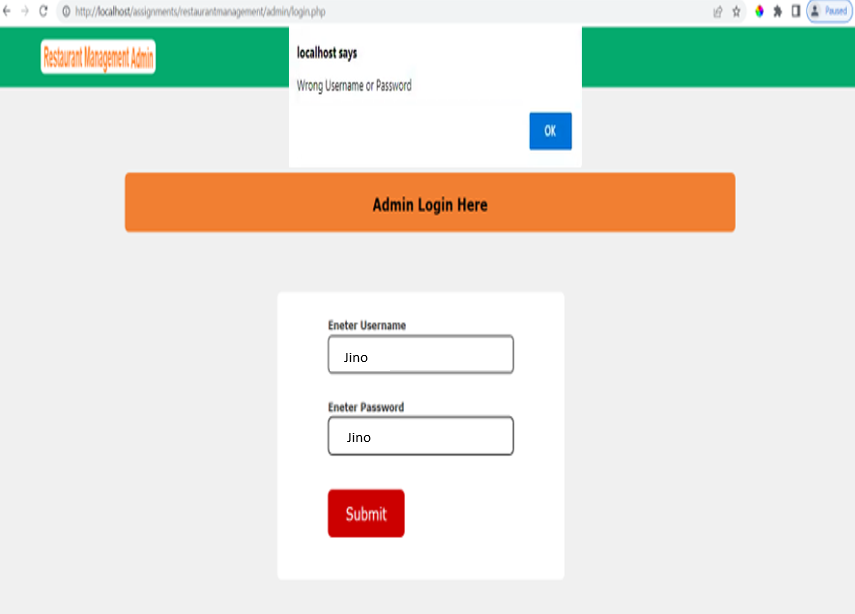 http://localhost/assignments/restaurantmanagement/admin/login.php
Paused
Restaurant Management Admin
localhost says
Wrong Username or Password
OK
Admin Login Here
Eneter Username
Jino
Eneter Password
Jino
Submit